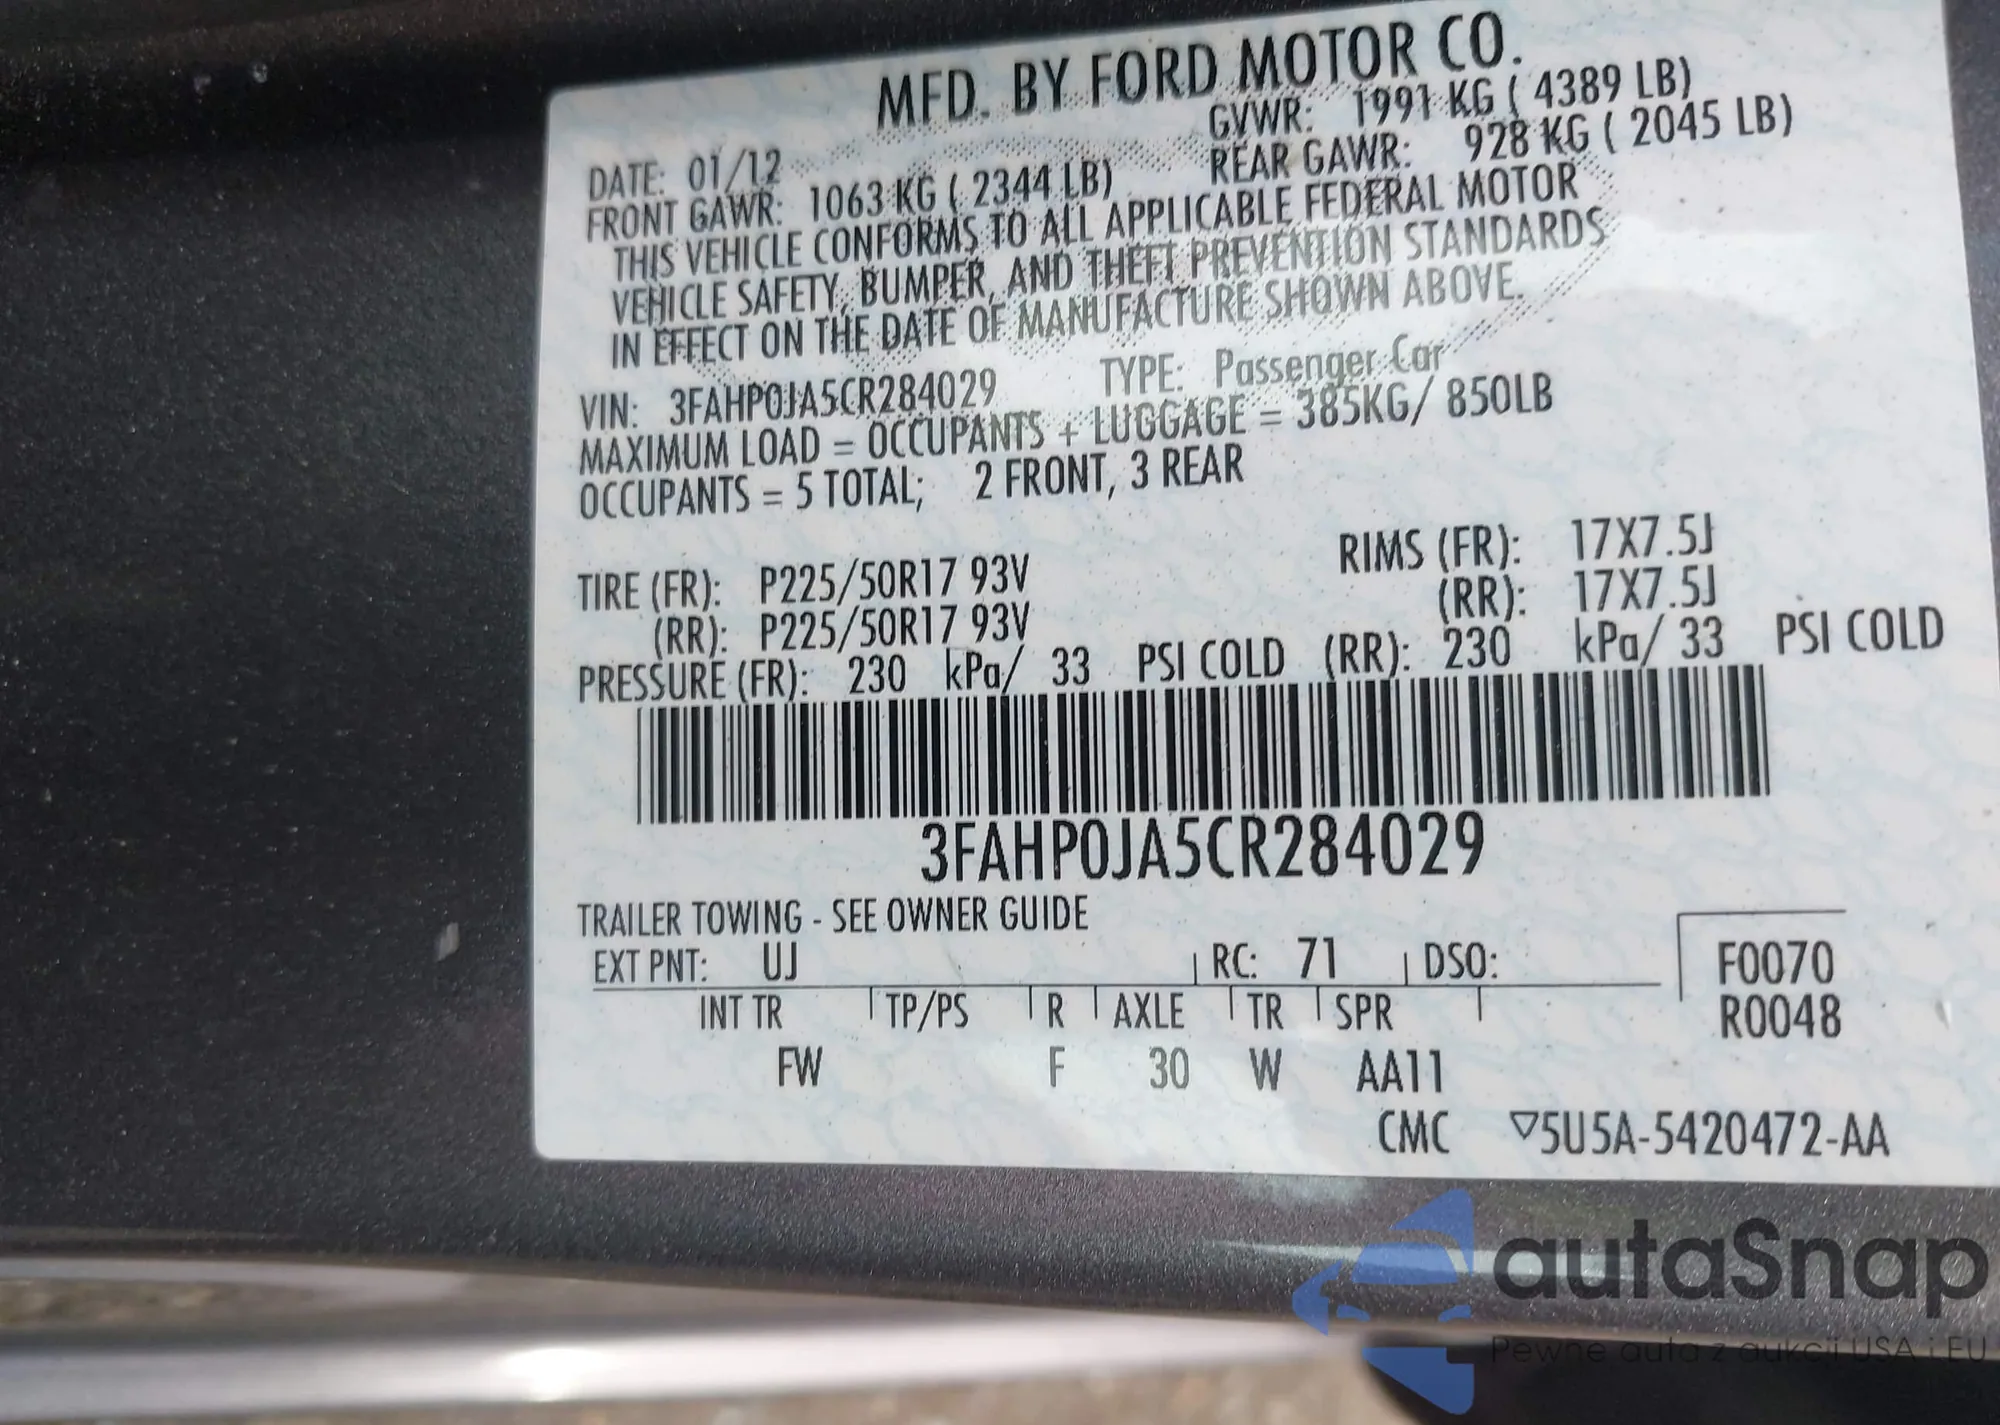 MFD. BY FORD MOTOR CO.
DATE: 01/12 GVWR: 1991 KG ( 4389 LB)
FRONT GAWR: 1063 KG ( 2344 LB) REAR GAWR: 928 KG ( 2045 LB)
THIS VEHICLE CONFORMS TO ALL APPLICABLE FEDERAL MOTOR
VEHICLE SAFETY, BUMPER, AND THEFT PREVENTION STANDARDS
IN EFFECT ON THE DATE OF MANUFACTURE SHOWN ABOVE.
VIN: 3FAHP0JA5CR284029 TYPE: Passenger Car
MAXIMUM LOAD = OCCUPANTS + LUGGAGE = 385KG/ 850LB
OCCUPANTS = 5 TOTAL; 2 FRONT, 3 REAR
TIRE (FR): P225/50R17 93V RIMS (FR): 17X7.5J
(RR): P225/50R17 93V (RR): 17X7.5J
PRESSURE (FR): 230 kPa/ 33 PSI COLD (RR): 230 kPa/ 33 PSI COLD
3FAHP0JA5CR284029
TRAILER TOWING - SEE OWNER GUIDE
EXT PNT: UJ RC: 71 DSO: F0070
INT TR TP/PS R AXLE TR SPR R0048
FW F 30 W AA11
CMC ▽5U5A-5420472-AA
autaSnap
Pewne auta z aukcji USA i EU